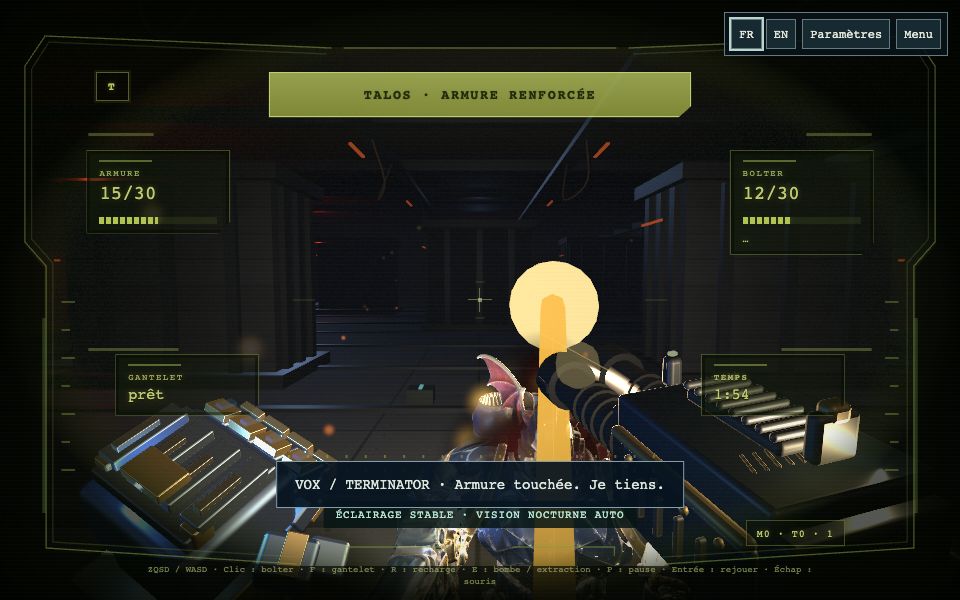 FR EN Paramètres Menu
T
TALOS · ARMURE RENFORCÉE
ARMURE
15/30
BOLTER
12/30
…
GANTELET
prêt
TEMPS
1:54
VOX / TERMINATOR · Armure touchée. Je tiens.
ÉCLAIRAGE STABLE · VISION NOCTURNE AUTO
M0 · T0 · 1
ZQSD / WASD · Clic : bolter · F : gantelet · R : recharge · E : bombe / extraction · P : pause · Entrée : rejouer · Échap :
souris